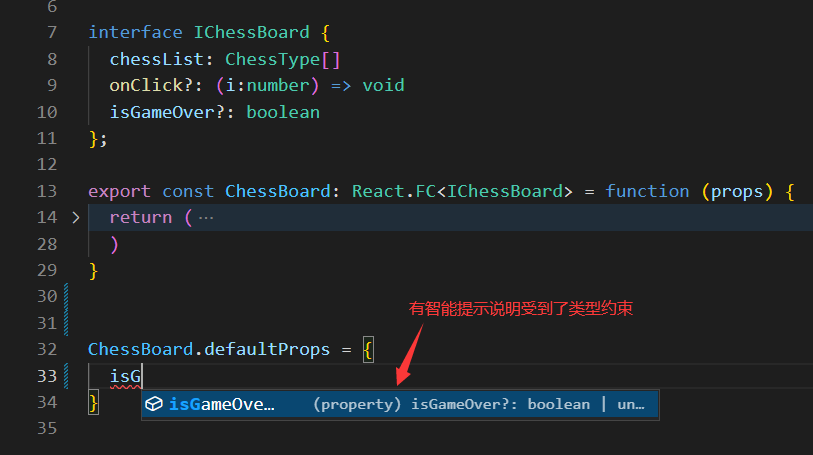 6
7 interface IChessBoard {
8 chessList: ChessType[]
9 onClick?: (i:number) => void
10 isGameOver?: boolean
11 };
12
13 export const ChessBoard: React.FC<IChessBoard> = function (props) {
14 > return ( ···
28 )
29 }
30
有智能提示说明受到了类型约束
31
32 ChessBoard.defaultProps = {
33 isG
34 }
isGameOve… (property) isGameOver?: boolean | un…
35